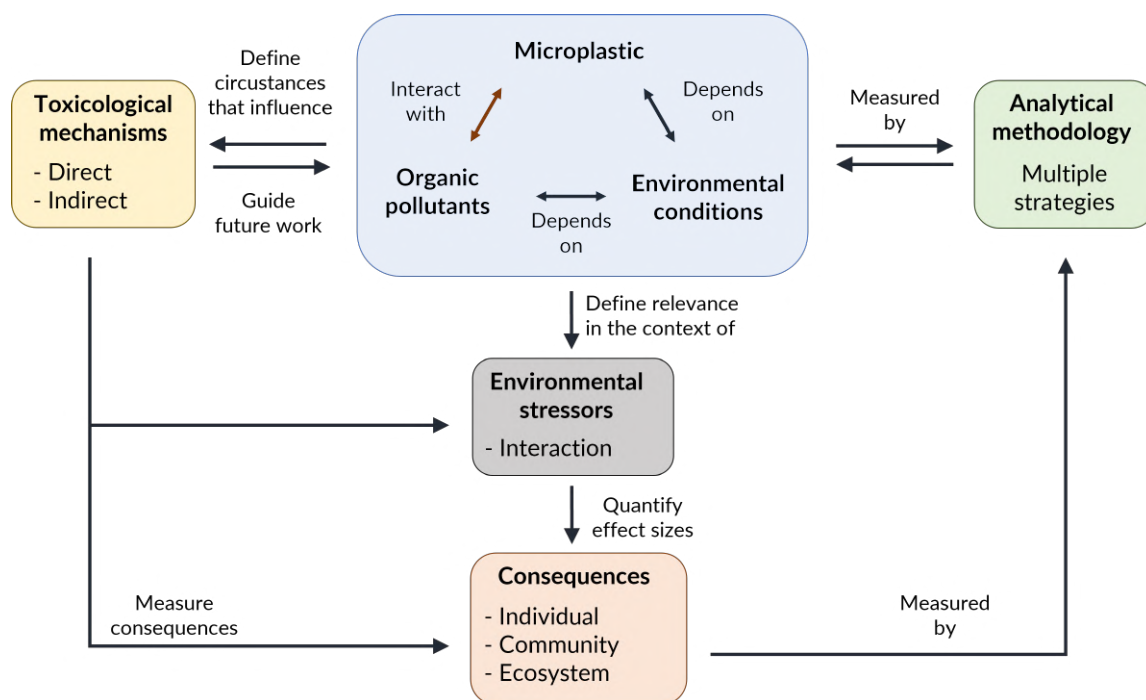 Define
circustances
that influence
Toxicological
mechanisms
- Direct
- Indirect
Guide
future work
Microplastic
Interact
with
Depends
on
Organic
pollutants
Environmental
conditions
Depends
on
Measured
by
Analytical
methodology
Multiple
strategies
Define relevance
in the context of
Environmental
stressors
- Interaction
Quantify
effect sizes
Measure
consequences
Consequences
- Individual
- Community
- Ecosystem
Measured
by